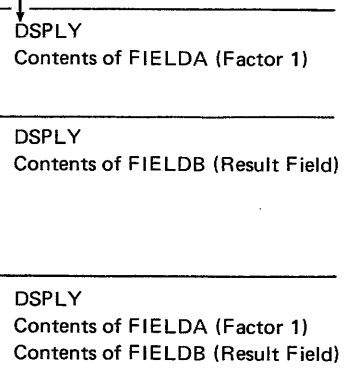 DSPLY
Contents of FIELDA (Factor 1)
DSPLY
Contents of FIELDB (Result Field)
DSPLY
Contents of FIELDA (Factor 1)
Contents of FIELDB (Result Field)